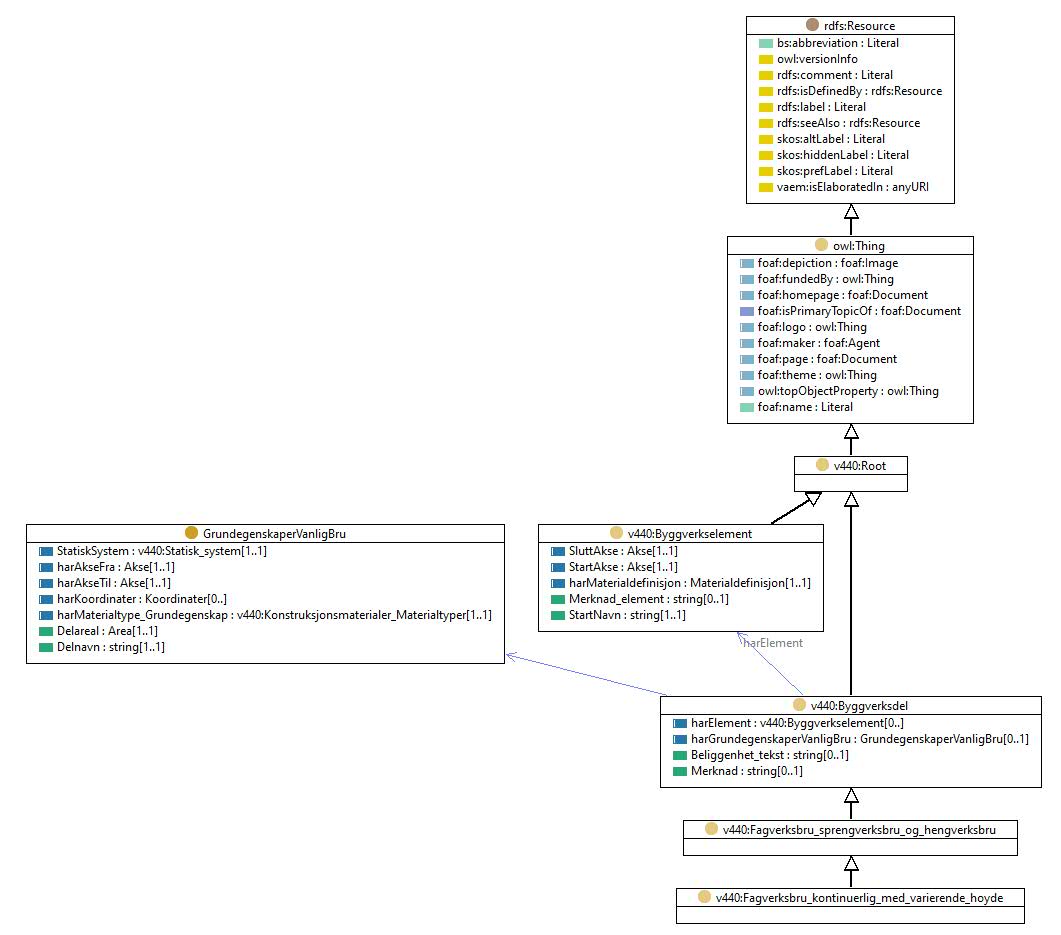 rdfs:Resource
bs:abbreviation : Literal
owl:versionInfo
rdfs:comment : Literal
rdfs:isDefinedBy : rdfs:Resource
rdfs:label : Literal
rdfs:seeAlso : rdfs:Resource
skos:altLabel : Literal
skos:hiddenLabel : Literal
skos:prefLabel : Literal
vaem:isElaboratedIn : anyURI
owl:Thing
foaf:depiction : foaf:Image
foaf:fundedBy : owl:Thing
foaf:homepage : foaf:Document
foaf:isPrimaryTopicOf : foaf:Document
foaf:logo : owl:Thing
foaf:maker : foaf:Agent
foaf:page : foaf:Document
foaf:theme : owl:Thing
owl:topObjectProperty : owl:Thing
foaf:name : Literal
v440:Root
GrundegenskaperVanligBru
StatiskSystem : v440:Statisk_system[1..1]
harAkseFra : Akse[1..1]
harAkseTil : Akse[1..1]
harKoordinater : Koordinater[0..]
harMaterialtype_Grundegenskap : v440:Konstruksjonsmaterialer_Materialtyper[1..1]
Delareal : Area[1..1]
Delnavn : string[1..1]
v440:Byggverkselement
SluttAkse : Akse[1..1]
StartAkse : Akse[1..1]
harMaterialdefinisjon : Materialdefinisjon[1..1]
Merknad_element : string[0..1]
StartNavn : string[1..1]
harElement
v440:Byggverksdel
harElement : v440:Byggverkselement[0..]
harGrundegenskaperVanligBru : GrundegenskaperVanligBru[0..1]
Beliggenhet_tekst : string[0..1]
Merknad : string[0..1]
v440:Fagverksbru_sprengverksbru_og_hengverksbru
v440:Fagverksbru_kontinuerlig_med_varierende_hoyde